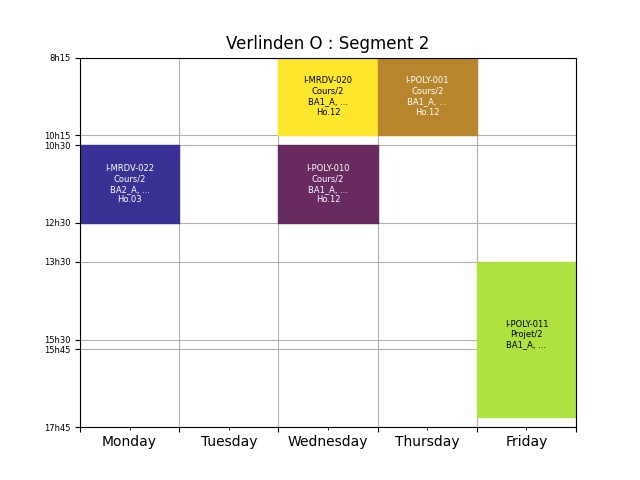 Verlinden O : Segment 2
8h15
10h15
10h30
12h30
13h30
15h30
15h45
17h45
I-MRDV-022
Cours/2
BA2_A, ...
Ho.03
I-MRDV-020
Cours/2
BA1_A, ...
Ho.12
I-POLY-010
Cours/2
BA1_A, ...
Ho.12
I-POLY-001
Cours/2
BA1_A, ...
Ho.12
I-POLY-011
Projet/2
BA1_A, ...
Monday
Tuesday
Wednesday
Thursday
Friday